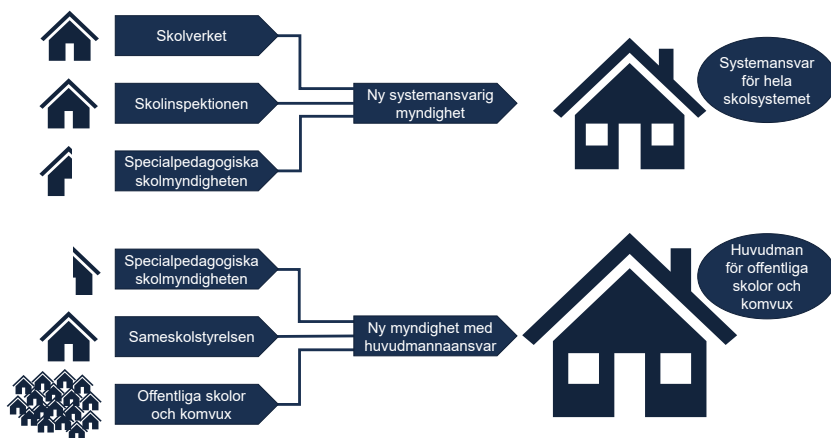 Skolverket
Skolinspektionen
Specialpedagogiska
skolmyndigheten
Ny systemansvarig
myndighet
Systemansvar
för hela
skolsystemet
Specialpedagogiska
skolmyndigheten
Sameskolstyrelsen
Offentliga skolor
och komvux
Ny myndighet med
huvudmannaansvar
Huvudman
för offentliga
skolor och
komvux